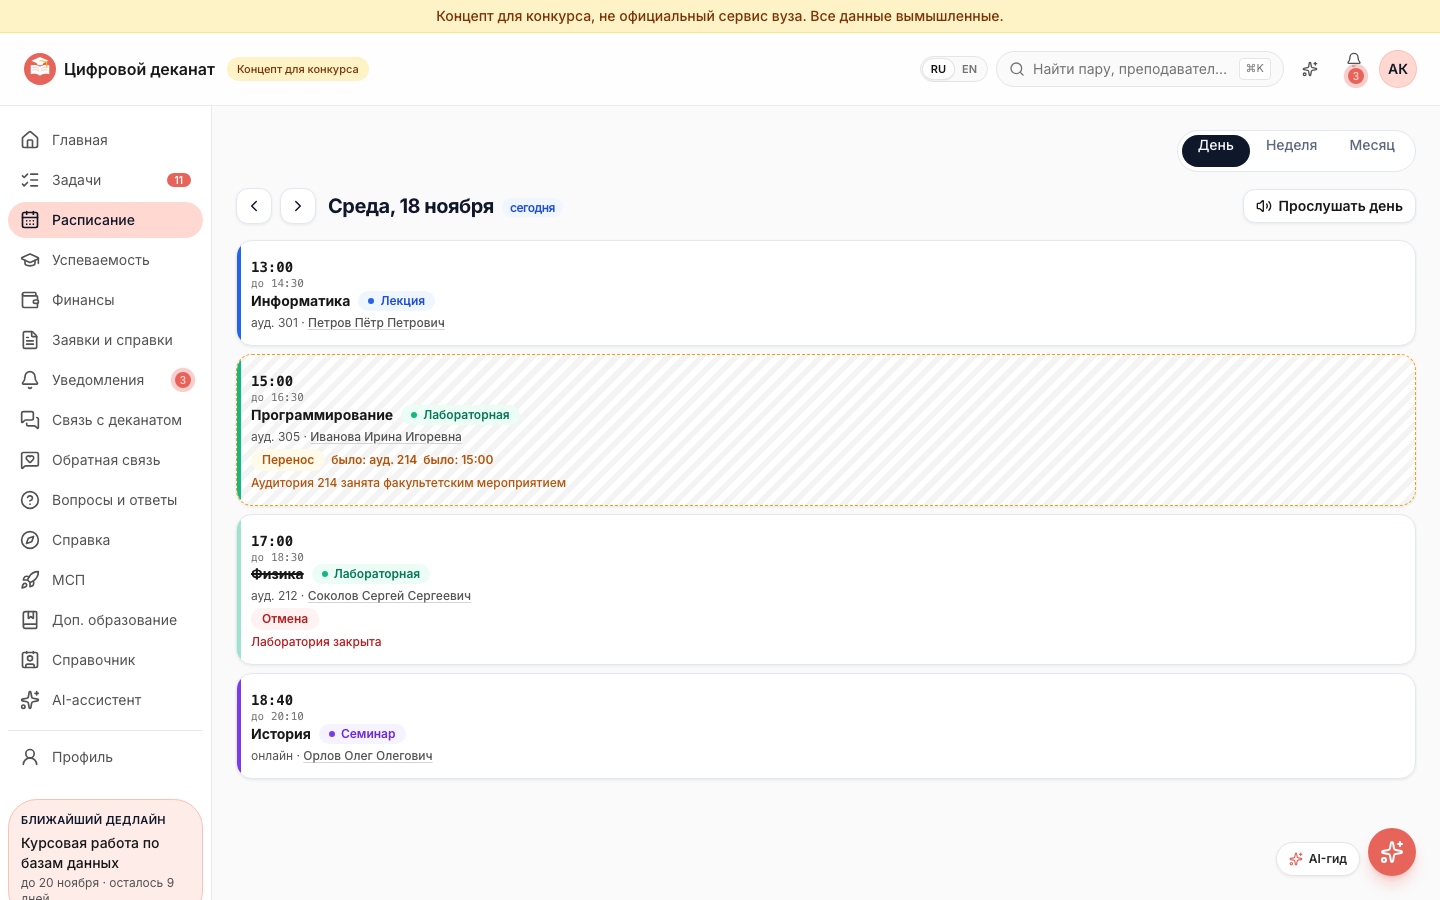 Концепт для конкурса, не официальный сервис вуза. Все данные вымышленные.
Цифровой деканат
Концепт для конкурса
RU EN
Найти пару, преподавател... ⌘K
3
АК
Главная
Задачи 11
Расписание
Успеваемость
Финансы
Заявки и справки
Уведомления 3
Связь с деканатом
Обратная связь
Вопросы и ответы
Справка
МСП
Доп. образование
Справочник
AI-ассистент
Профиль
БЛИЖАЙШИЙ ДЕДЛАЙН
Курсовая работа по
базам данных
до 20 ноября · осталось 9
дней
День Неделя Месяц
Среда, 18 ноября сегодня
Прослушать день
13:00
до 14:30
Информатика Лекция
ауд. 301 · Петров Пётр Петрович
15:00
до 16:30
Программирование Лабораторная
ауд. 305 · Иванова Ирина Игоревна
Перенос было: ауд. 214 было: 15:00
Аудитория 214 занята факультетским мероприятием
17:00
до 18:30
Физика Лабораторная
ауд. 212 · Соколов Сергей Сергеевич
Отмена
Лаборатория закрыта
18:40
до 20:10
История Семинар
онлайн · Орлов Олег Олегович
AI-гид